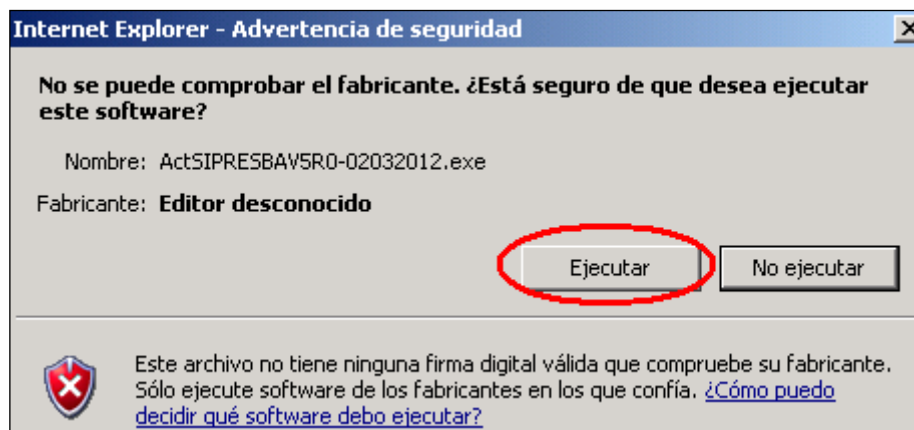 Internet Explorer - Advertencia de seguridad
No se puede comprobar el fabricante. ¿Está seguro de que desea ejecutar
este software?
Nombre: ActSIPRESBAV5R0-02032012.exe
Fabricante: Editor desconocido
Ejecutar
No ejecutar
Este archivo no tiene ninguna firma digital válida que compruebe su fabricante.
Sólo ejecute software de los fabricantes en los que confía. ¿Cómo puedo
decidir qué software debo ejecutar?